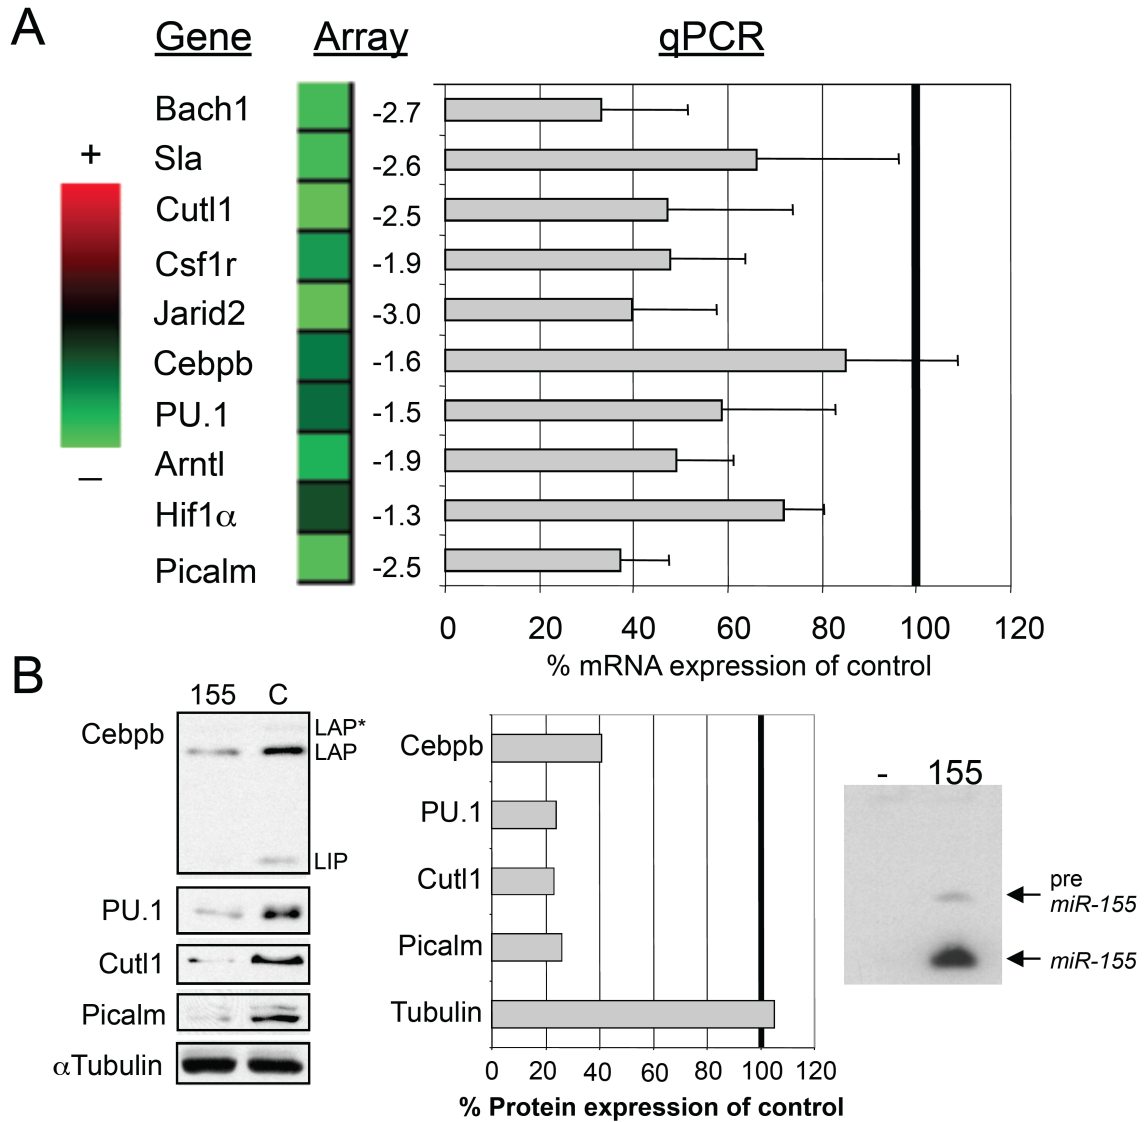 A
Gene Array qPCR
+
–
Bach1 -2.7
Sla -2.6
Cutl1 -2.5
Csf1r -1.9
Jarid2 -3.0
Cebpb -1.6
PU.1 -1.5
Arntl -1.9
Hif1α -1.3
Picalm -2.5
0 20 40 60 80 100 120
% mRNA expression of control
B
155 C
Cebpb
LAP*
LAP
LIP
PU.1
Cutl1
Picalm
αTubulin
Cebpb
PU.1
Cutl1
Picalm
Tubulin
0 20 40 60 80 100 120
% Protein expression of control
- 155
pre
miR-155
miR-155